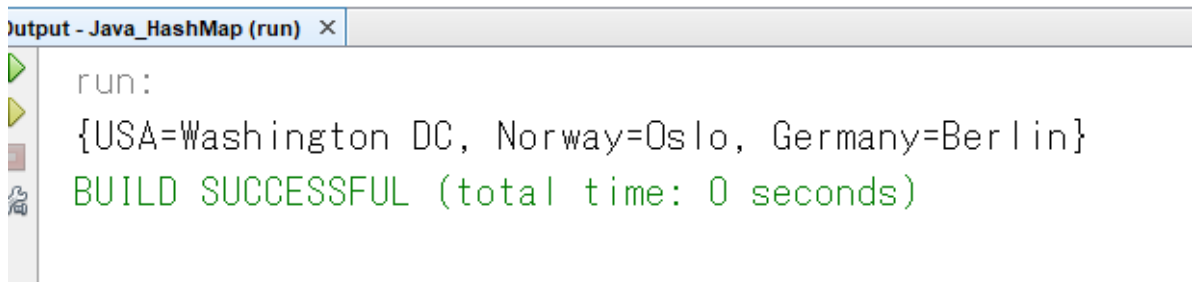 Output - Java_HashMap (run)
run:
{USA=Washington DC, Norway=Oslo, Germany=Berlin}
BUILD SUCCESSFUL (total time: 0 seconds)